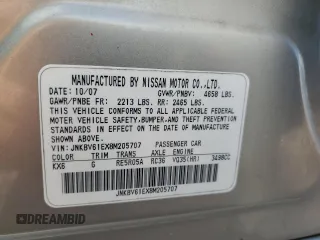 MANUFACTURED BY NISSAN MOTOR CO.,LTD.
DATE: 10/07 GVWR/PNBV: 4658 LBS.
GAWR/PNBE FR: 2213 LBS. RR: 2465 LBS.
THIS VEHICLE CONFORMS TO ALL APPLICABLE
FEDERAL MOTOR VEHICLE SAFETY,
BUMPER, AND THEFT PREVENTION STANDARDS
IN EFFECT ON THE DATE OF MANUFACTURE
SHOWN ABOVE.
VIN: JNKBV61EX8M205707 PASSENGER CAR
COLOR TRIM TRANS AXLE ENGINE
KX6 G RE5R05A RC36 VQ35(HR) 3498CC
JNKBV61EX8M205707
DREAMBID